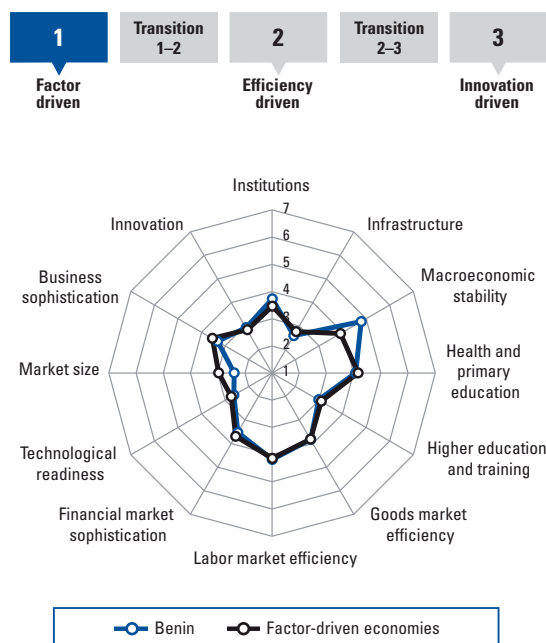 1
Transition
1–2
2
Transition
2–3
3
Factor
driven
Efficiency
driven
Innovation
driven
Institutions
7
Innovation
Infrastructure
6
5
Business
sophistication
Macroeconomic
stability
4
3
2
Market size
1
Health and
primary
education
Technological
readiness
Higher education
and training
Financial market
sophistication
Goods market
efficiency
Labor market efficiency
Benin
Factor-driven economies